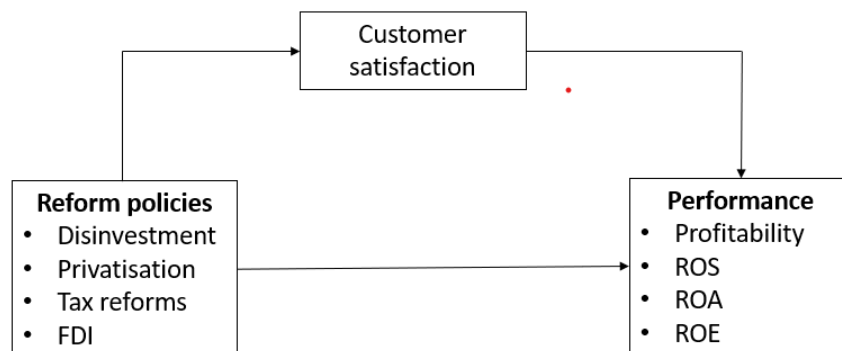 Customer
satisfaction
Reform policies
• Disinvestment
• Privatisation
• Tax reforms
• FDI
Performance
• Profitability
• ROS
• ROA
• ROE